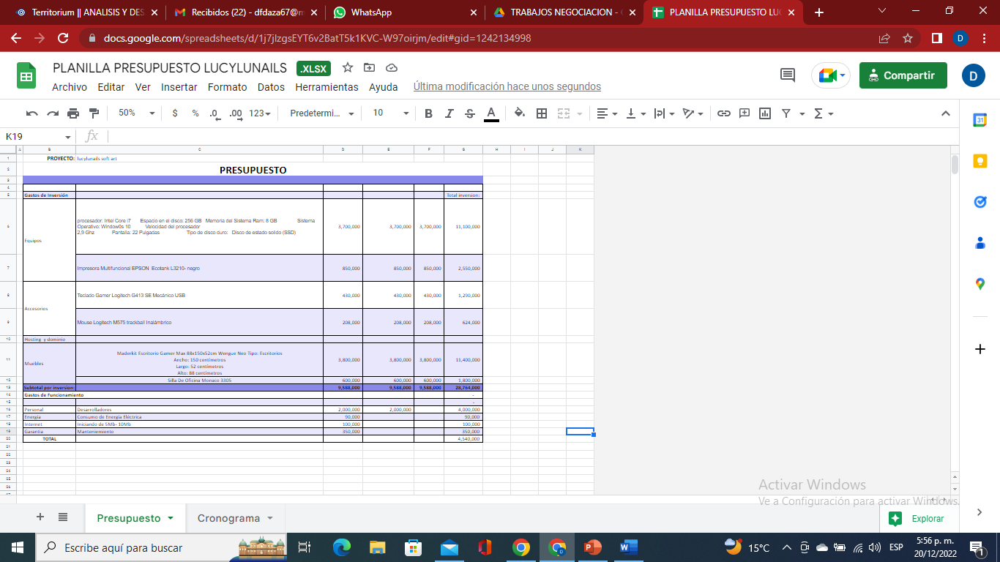 Territorium || ANALISIS Y DES
Recibidos (22) - dfdaza67@m
WhatsApp
TRABAJOS NEGOCIACION -
PLANILLA PRESUPUESTO LU
docs.google.com/spreadsheets/d/1j7jlzgsEYT6v2BatT5k1KVC-W97oirjm/edit#gid=1242134998
D
PLANILLA PRESUPUESTO LUCYLUNAILS .XLSX
Archivo Editar Ver Insertar Formato Datos Herramientas Ayuda Última modificación hace unos segundos
Compartir
D
50% $ % .0 .00 123 Predetermi... 10 B I S A
31
K19 fx
A B C D E F G H I J K
1 PROYECTO: lucylunails soft art
2 PRESUPUESTO
3
4
5 Gastos de Inversión Total inversion:
6 Equipos
procesador: Intel Core i7 Espacio en el disco: 256 GB Memoria del Sistema Ram: 8 GB Sistema
Operativo: Window0s 10 Velocidad del procesador
2,9 Ghz Pantalla: 22 Pulgadas Tipo de disco duro: Disco de estado solido (SSD)
3,700,000 3,700,000 3,700,000 11,100,000
7 Impresora Multifuncional EPSON Ecotank L3210- negro 850,000 850,000 850,000 2,550,000
8 Teclado Gamer Logitech G413 SE Mecánico USB 430,000 430,000 430,000 1,290,000
Accesorios
9 Mouse Logitech M575 trackball Inalámbrico 208,000 208,000 208,000 624,000
10 Hosting y dominio
11 Muebles
Maderkit Escritorio Gamer Max 88x150x52cm Wengue Neo Tipo: Escritorios
Ancho: 150 centímetros
Largo: 52 centímetros
Alto: 88 centímetros
3,800,000 3,800,000 3,800,000 11,400,000
12 Silla De Oficina Monaco 3305 600,000 600,000 600,000 1,800,000
13 Subtotal por inversion: 9,588,000 9,588,000 9,588,000 28,764,000
14 Gastos de Funcionamiento -
15 -
16 Personal Desarrolladores 2,000,000 2,000,000 4,000,000
17 Energia Consumo de Energía Eléctrica 90,000 90,000
18 Internet Iniciando de 5Mb- 10Mb 100,000 100,000
19 Garantia Manteniemiento 350,000 350,000
20 TOTAL 4,540,000
21
22
23
24
25
26
Activar Windows
Ve a Configuración para activar Windows.
Presupuesto Cronograma
Explorar
Escribe aquí para buscar
15°C
ESP
5:56 p. m.
20/12/2022
1